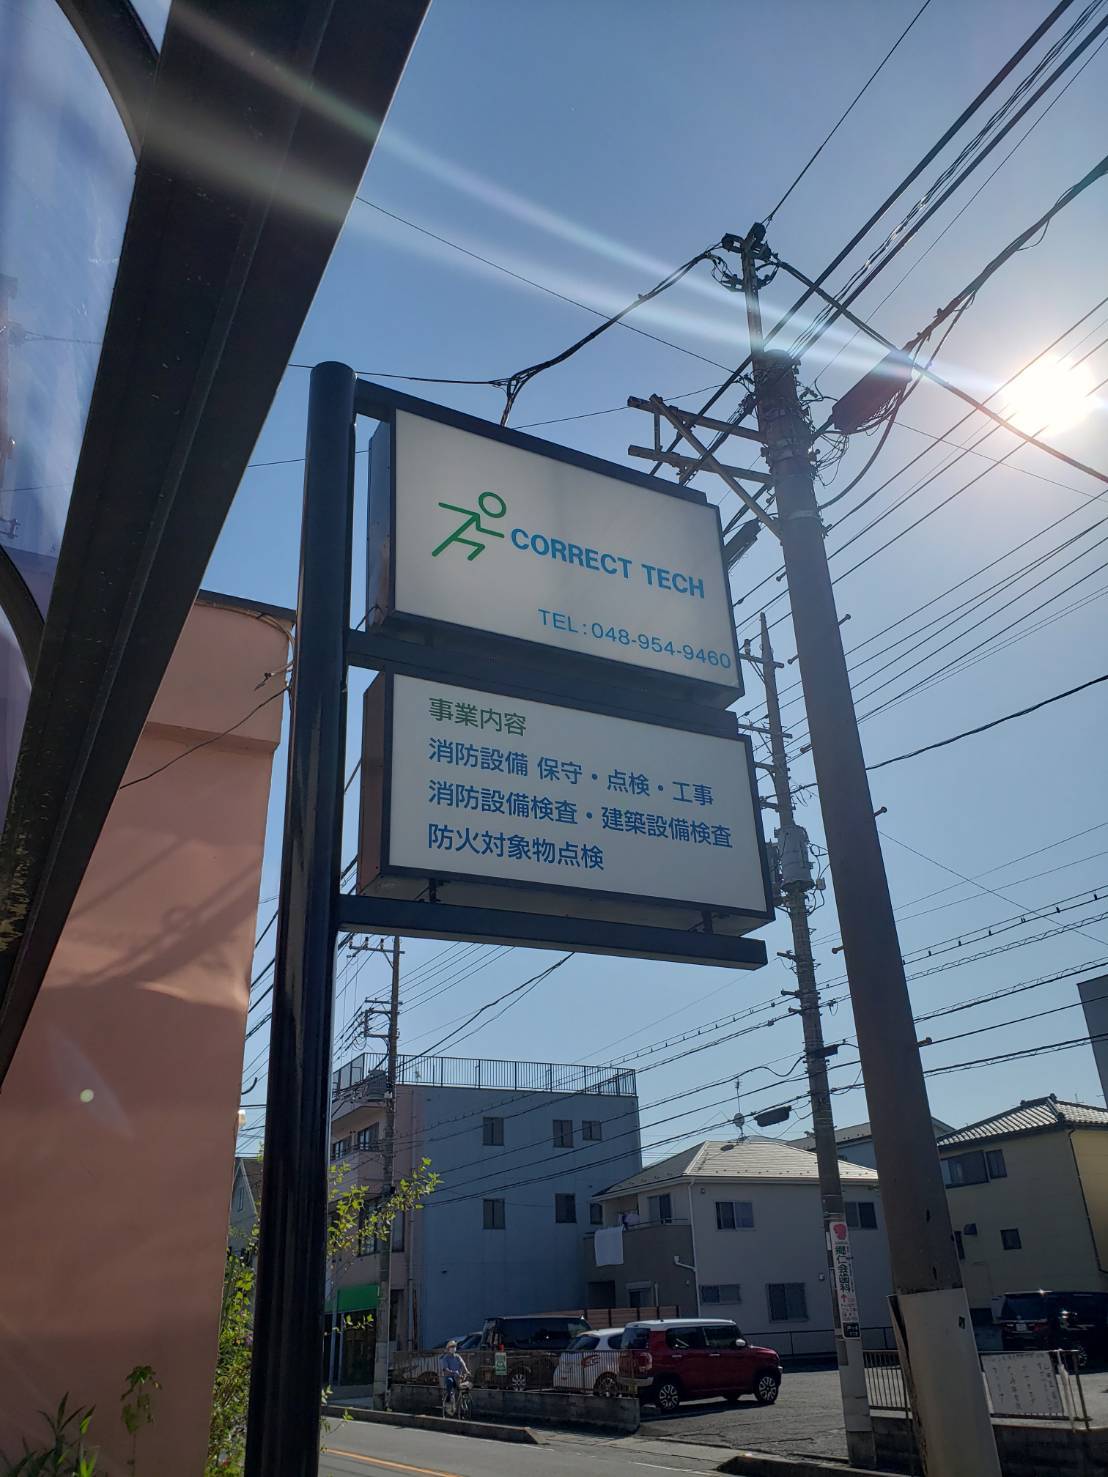 CORRECT TECH
TEL:048-954-9460
事業内容
消防設備 保守・点検・工事
消防設備検査・建築設備検査
防火対象物点検